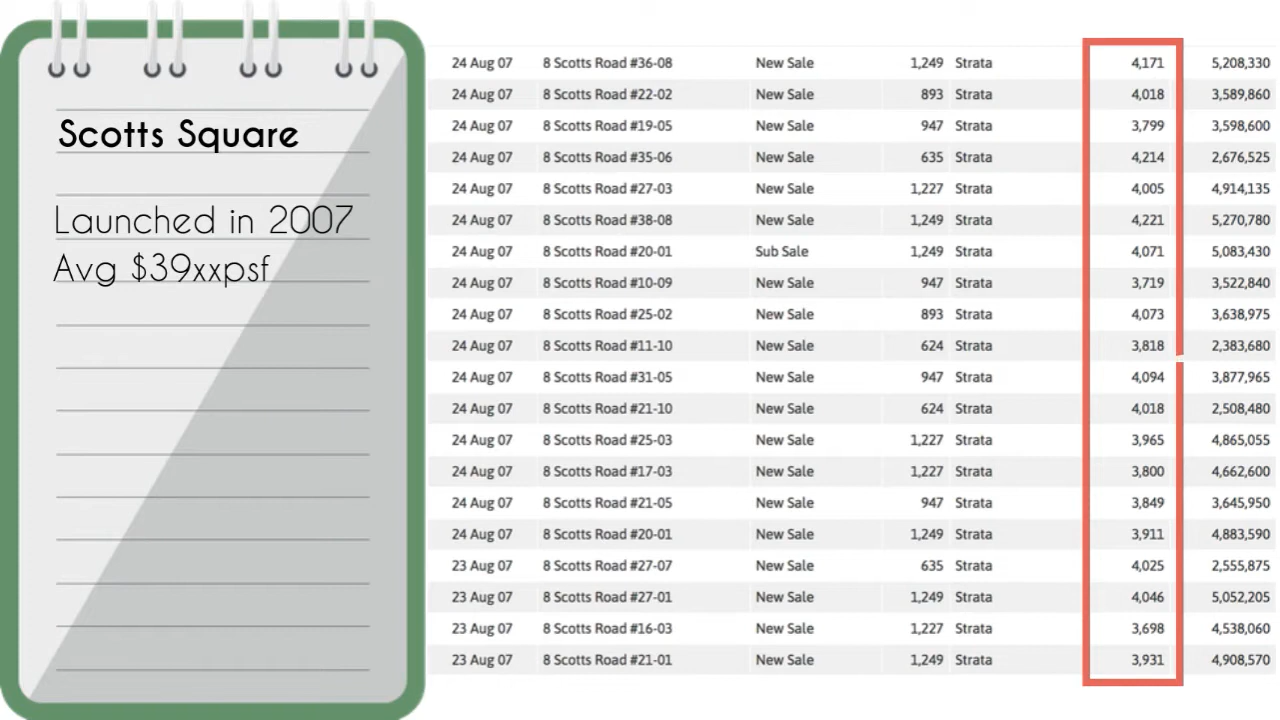 Scotts Square
Launched in 2007
Avg $39xxpsf
24 Aug 07 8 Scotts Road #36-08 New Sale 1,249 Strata 4,171 5,208,330
24 Aug 07 8 Scotts Road #22-02 New Sale 893 Strata 4,018 3,589,860
24 Aug 07 8 Scotts Road #19-05 New Sale 947 Strata 3,799 3,598,600
24 Aug 07 8 Scotts Road #35-06 New Sale 635 Strata 4,214 2,676,525
24 Aug 07 8 Scotts Road #27-03 New Sale 1,227 Strata 4,005 4,914,135
24 Aug 07 8 Scotts Road #38-08 New Sale 1,249 Strata 4,221 5,270,780
24 Aug 07 8 Scotts Road #20-01 Sub Sale 1,249 Strata 4,071 5,083,430
24 Aug 07 8 Scotts Road #10-09 New Sale 947 Strata 3,719 3,522,840
24 Aug 07 8 Scotts Road #25-02 New Sale 893 Strata 4,073 3,638,975
24 Aug 07 8 Scotts Road #11-10 New Sale 624 Strata 3,818 2,383,680
24 Aug 07 8 Scotts Road #31-05 New Sale 947 Strata 4,094 3,877,965
24 Aug 07 8 Scotts Road #21-10 New Sale 624 Strata 4,018 2,508,480
24 Aug 07 8 Scotts Road #25-03 New Sale 1,227 Strata 3,965 4,865,055
24 Aug 07 8 Scotts Road #17-03 New Sale 1,227 Strata 3,800 4,662,600
24 Aug 07 8 Scotts Road #21-05 New Sale 947 Strata 3,849 3,645,950
24 Aug 07 8 Scotts Road #20-01 New Sale 1,249 Strata 3,911 4,883,590
23 Aug 07 8 Scotts Road #27-07 New Sale 635 Strata 4,025 2,555,875
23 Aug 07 8 Scotts Road #27-01 New Sale 1,249 Strata 4,046 5,052,205
23 Aug 07 8 Scotts Road #16-03 New Sale 1,227 Strata 3,698 4,538,060
23 Aug 07 8 Scotts Road #21-01 New Sale 1,249 Strata 3,931 4,908,570